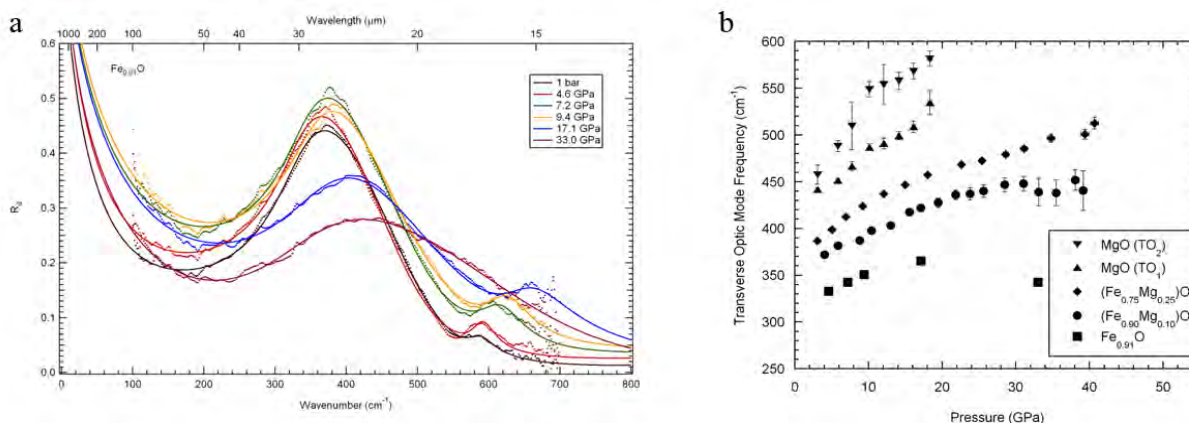 a
Wavelength (μm)
1000 200 100 50 40 30 20 15
0.6
0.5
0.4
0.3
0.2
0.1
0.0
Fe0.91O
1 bar
4.6 GPa
7.2 GPa
9.4 GPa
17.1 GPa
33.0 GPa
0 100 200 300 400 500 600 700 800
Wavenumber (cm-1)
b
Transverse Optic Mode Frequency (cm-1)
600
550
500
450
400
350
300
250
MgO (TO2)
MgO (TO1)
(Fe0.75Mg0.25)O
(Fe0.90Mg0.10)O
Fe0.91O
0 10 20 30 40 50
Pressure (GPa)